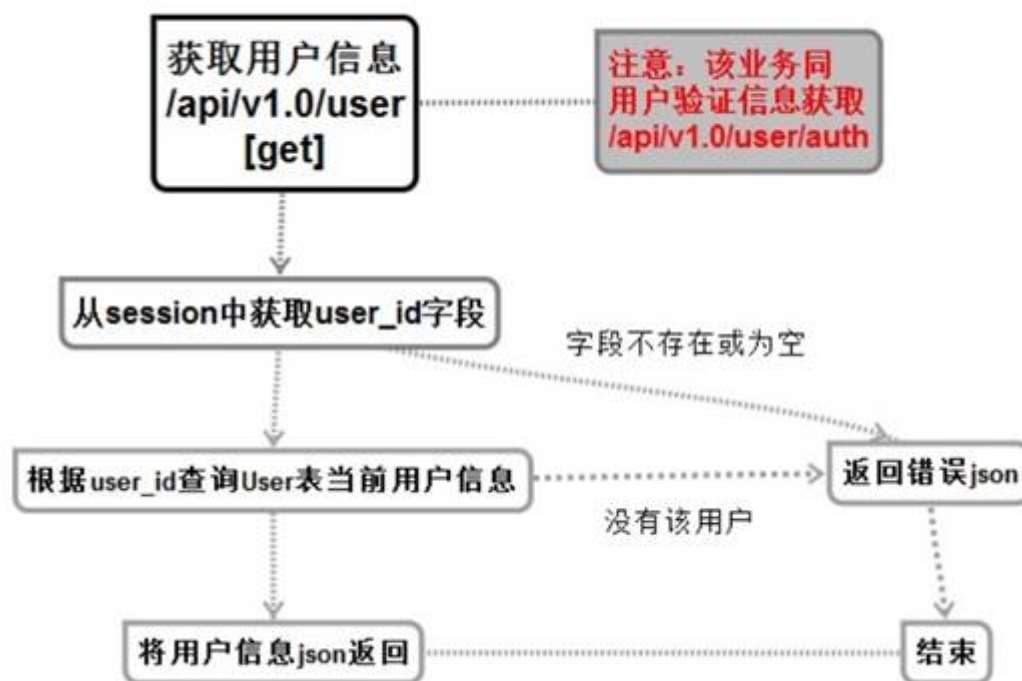 获取用户信息
/api/v1.0/user
[get]
注意：该业务同
用户验证信息获取
/api/v1.0/user/auth
从session中获取user_id字段
字段不存在或为空
根据user_id查询User表当前用户信息
返回错误json
没有该用户
将用户信息json返回
结束